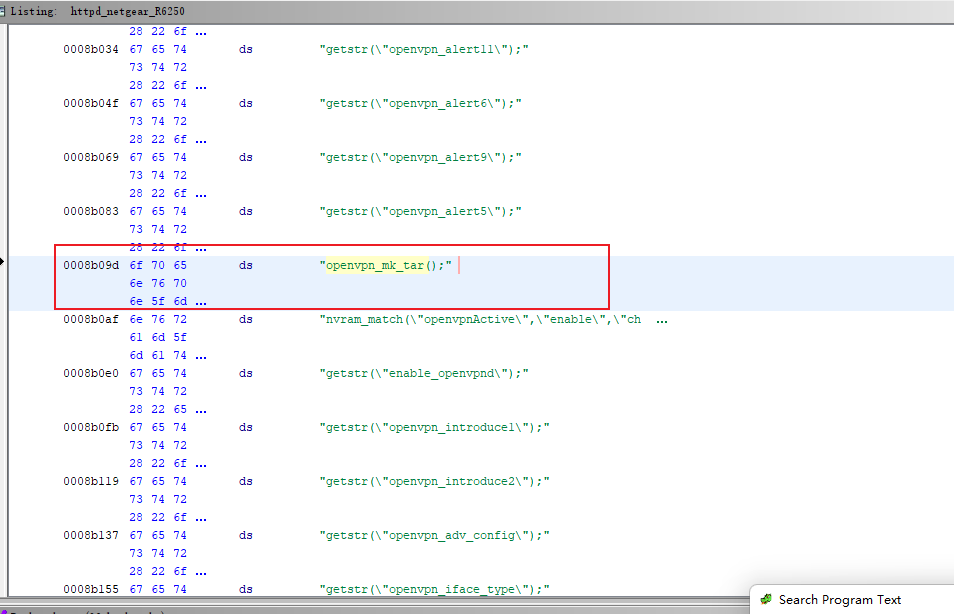 Listing: httpd_netgear_R6250
28 22 6f ...
0008b034 67 65 74 ds "getstr(\"openvpn_alert11\");"
73 74 72
28 22 6f ...
0008b04f 67 65 74 ds "getstr(\"openvpn_alert6\");"
73 74 72
28 22 6f ...
0008b069 67 65 74 ds "getstr(\"openvpn_alert9\");"
73 74 72
28 22 6f ...
0008b083 67 65 74 ds "getstr(\"openvpn_alert5\");"
73 74 72
28 22 6f ...
0008b09d 6f 70 65 ds "openvpn_mk_tar();"
6e 76 70
6e 5f 6d ...
0008b0af 6e 76 72 ds "nvram_match(\"openvpnActive\",\"enable\",\"ch ...
61 6d 5f
6d 61 74 ...
0008b0e0 67 65 74 ds "getstr(\"enable_openvpnd\");"
73 74 72
28 22 65 ...
0008b0fb 67 65 74 ds "getstr(\"openvpn_introduce1\");"
73 74 72
28 22 6f ...
0008b119 67 65 74 ds "getstr(\"openvpn_introduce2\");"
73 74 72
28 22 6f ...
0008b137 67 65 74 ds "getstr(\"openvpn_adv_config\");"
73 74 72
28 22 6f ...
0008b155 67 65 74 ds "getstr(\"openvpn_iface_type\");"
Search Program Text